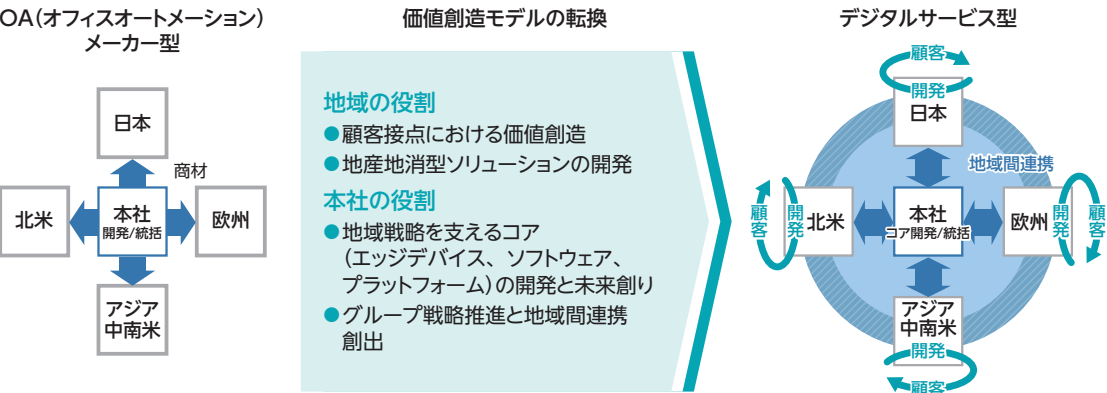 OA(オフィスオートメーション)
メーカー型
日本
商材
北米
本社
開発/統括
欧州
アジア
中南米
価値創造モデルの転換
地域の役割
●顧客接点における価値創造
●地産地消型ソリューションの開発
本社の役割
●地域戦略を支えるコア
(エッジデバイス、ソフトウェア、
プラットフォーム)の開発と未来創り
●グループ戦略推進と地域間連携
創出
デジタルサービス型
顧客
開発
日本
地域間連携
顧客
開発
北米
本社
コア開発/統括
欧州
開発
顧客
アジア
中南米
開発
顧客